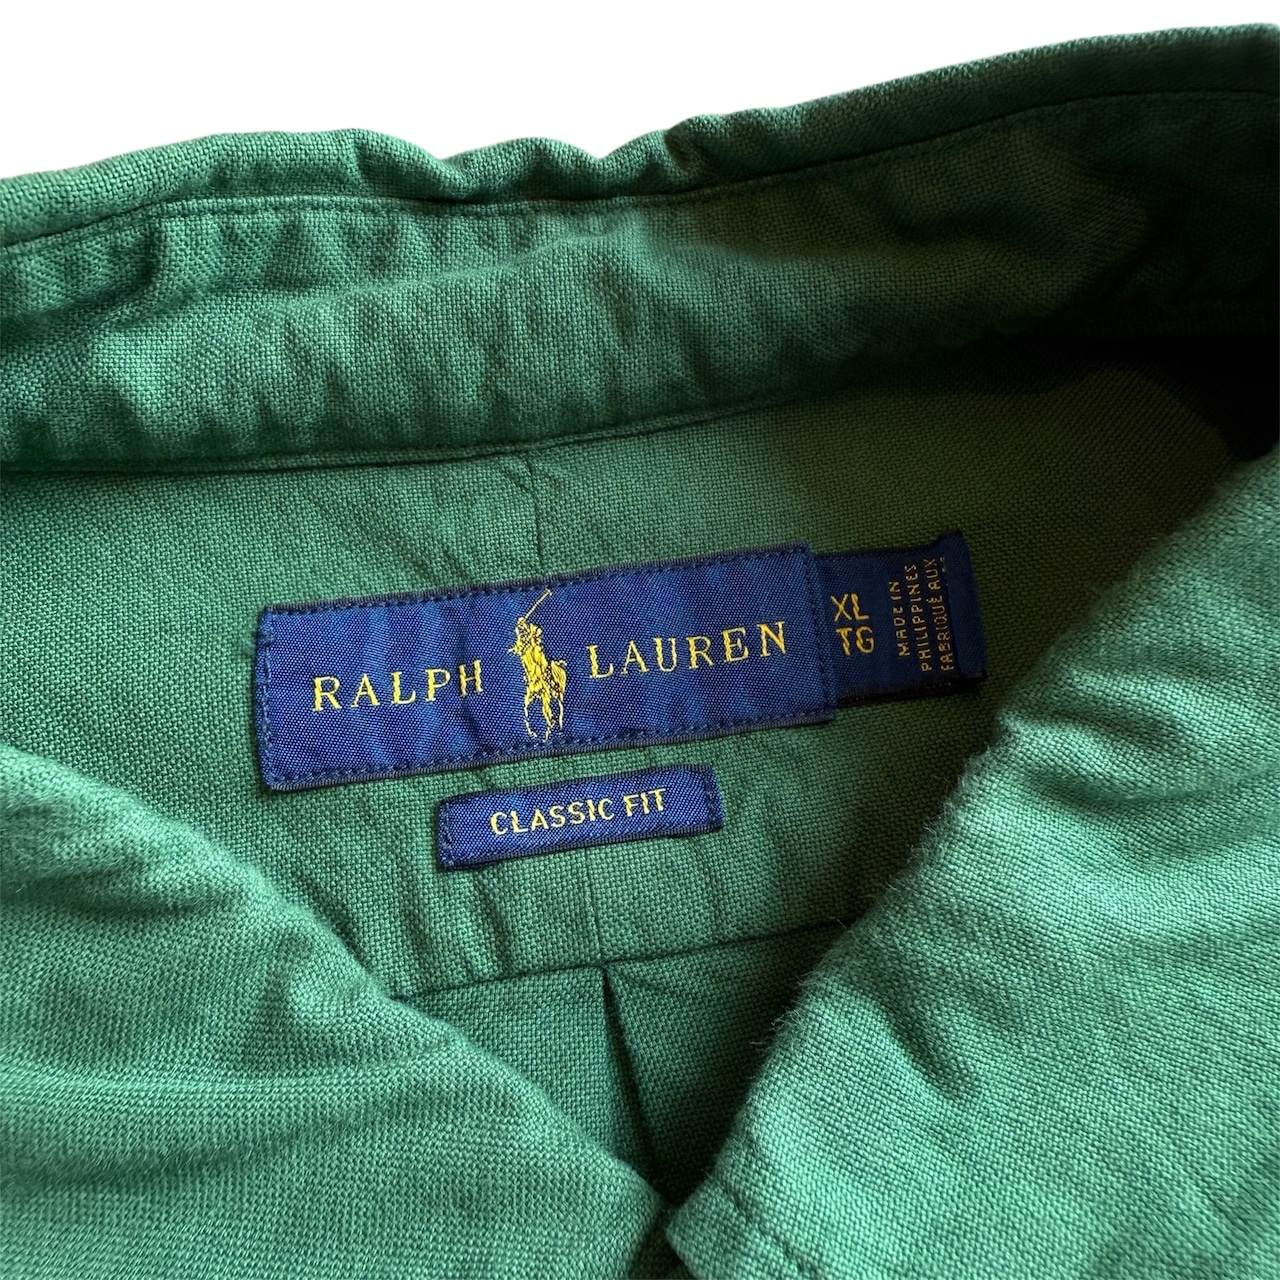 RALPH LAUREN
XL
TG
MADE IN
PHILIPPINES
FABRIQUÉ AUX
CLASSIC FIT